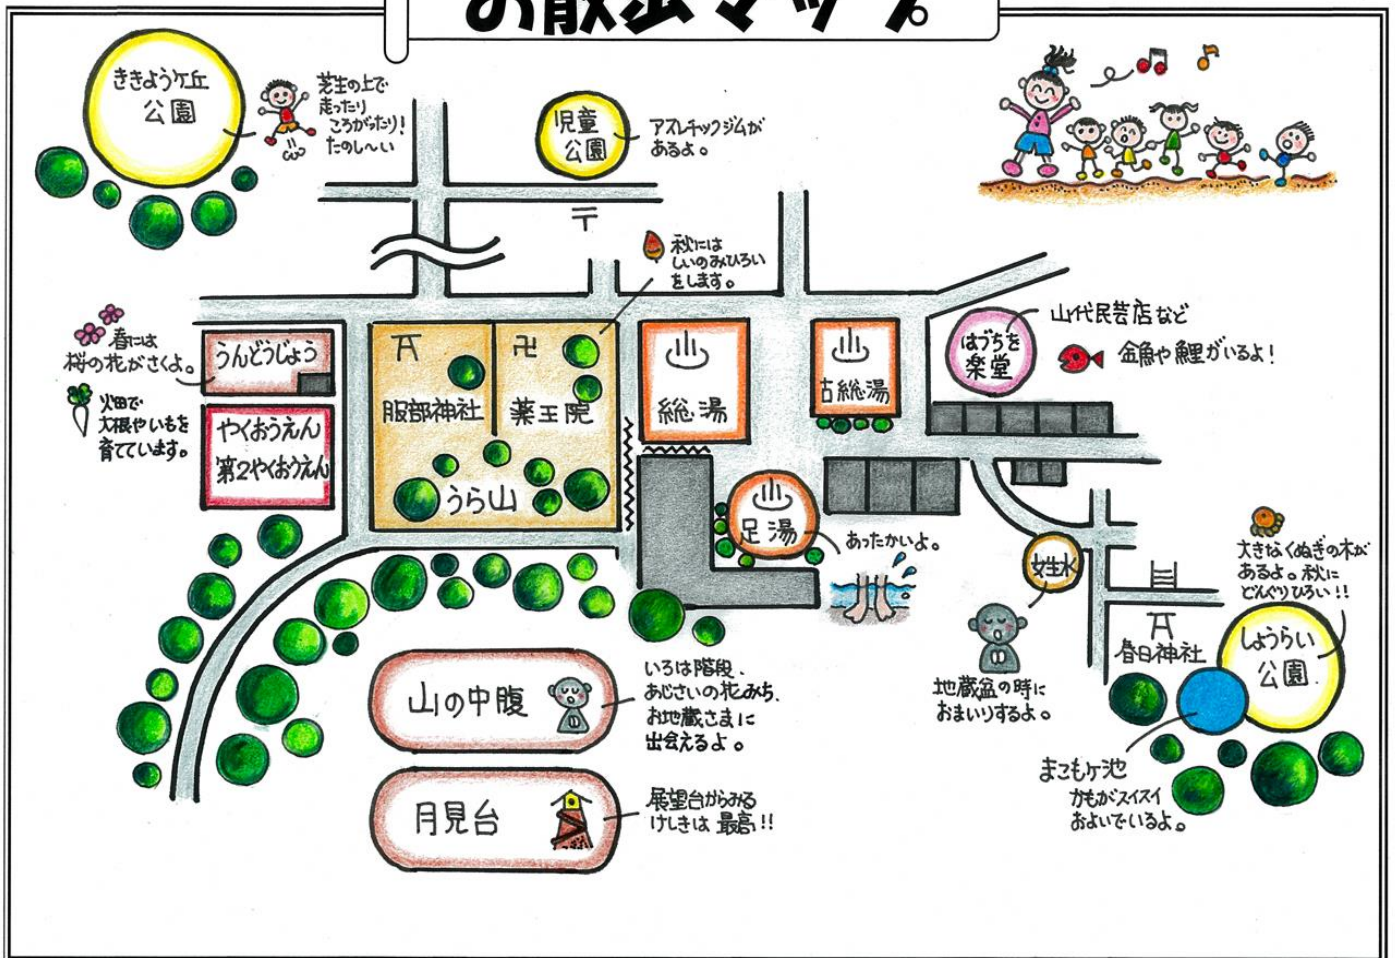 お散歩マップ
ききょうケ丘
公園
芝生の上で
走ったり
ころがったり!
たのし〜い
児童
公園
アスレチックジムが
あるよ。
〒
秋には
しいのみひろい
をします。
春には
桜の花がさくよ。
うんどうじょう
畑で
大根やいもを
育てています。
やくおうえん
第2やくおうえん
服部神社
卍
薬王院
うら山
総湯
古総湯
はづちを
楽堂
山代民芸店など
金魚や鯉がいるよ!
足湯
あったかいよ。
女生水
地蔵盆の時に
おまいりするよ。
大きなくぬぎの木が
あるよ。秋に
どんぐりひろい!!
春日神社
しょうらい
公園
まこもケ池
かもがスイスイ
およいでいるよ。
山の中腹
いろは階段、
あじさいの花みち、
お地蔵さまに
出会えるよ。
月見台
展望台からみる
けしきは最高!!